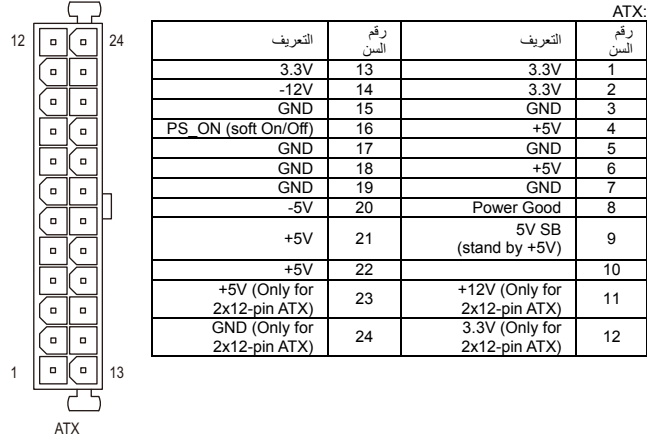 ATX:
رقم السن التعريف رقم السن التعريف
1 3.3V 13 3.3V
2 3.3V 14 -12V
3 GND 15 GND
4 +5V 16 PS_ON (soft On/Off)
5 GND 17 GND
6 +5V 18 GND
7 GND 19 GND
8 Power Good 20 -5V
9 5V SB (stand by +5V) 21 +5V
10 22 +5V
11 +12V (Only for 2x12-pin ATX) 23 +5V (Only for 2x12-pin ATX)
12 3.3V (Only for 2x12-pin ATX) 24 GND (Only for 2x12-pin ATX)
12 24
1 13
ATX